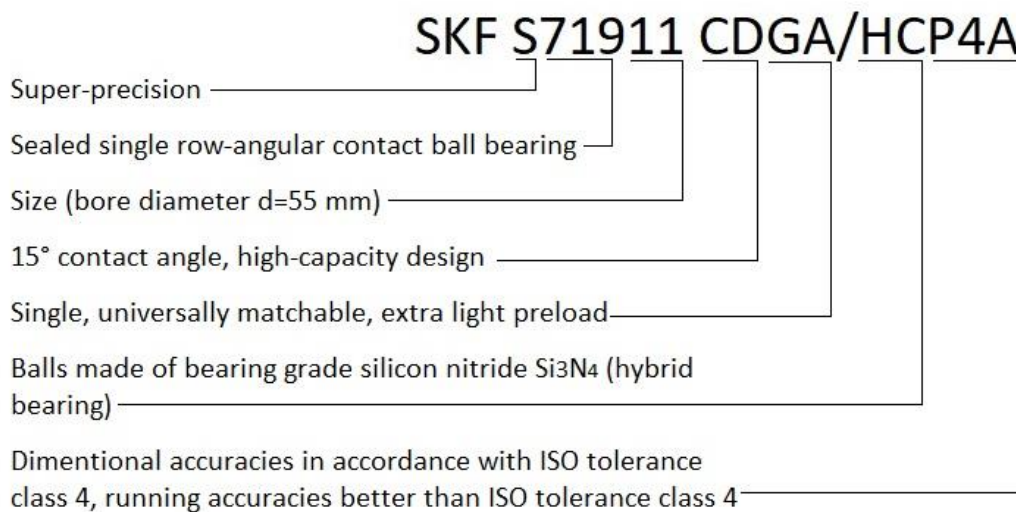 SKF S71911 CDGA/HCP4A
Super-precision
Sealed single row-angular contact ball bearing
Size (bore diameter d=55 mm)
15° contact angle, high-capacity design
Single, universally matchable, extra light preload
Balls made of bearing grade silicon nitride Si3N4 (hybrid
bearing)
Dimentional accuracies in accordance with ISO tolerance
class 4, running accuracies better than ISO tolerance class 4